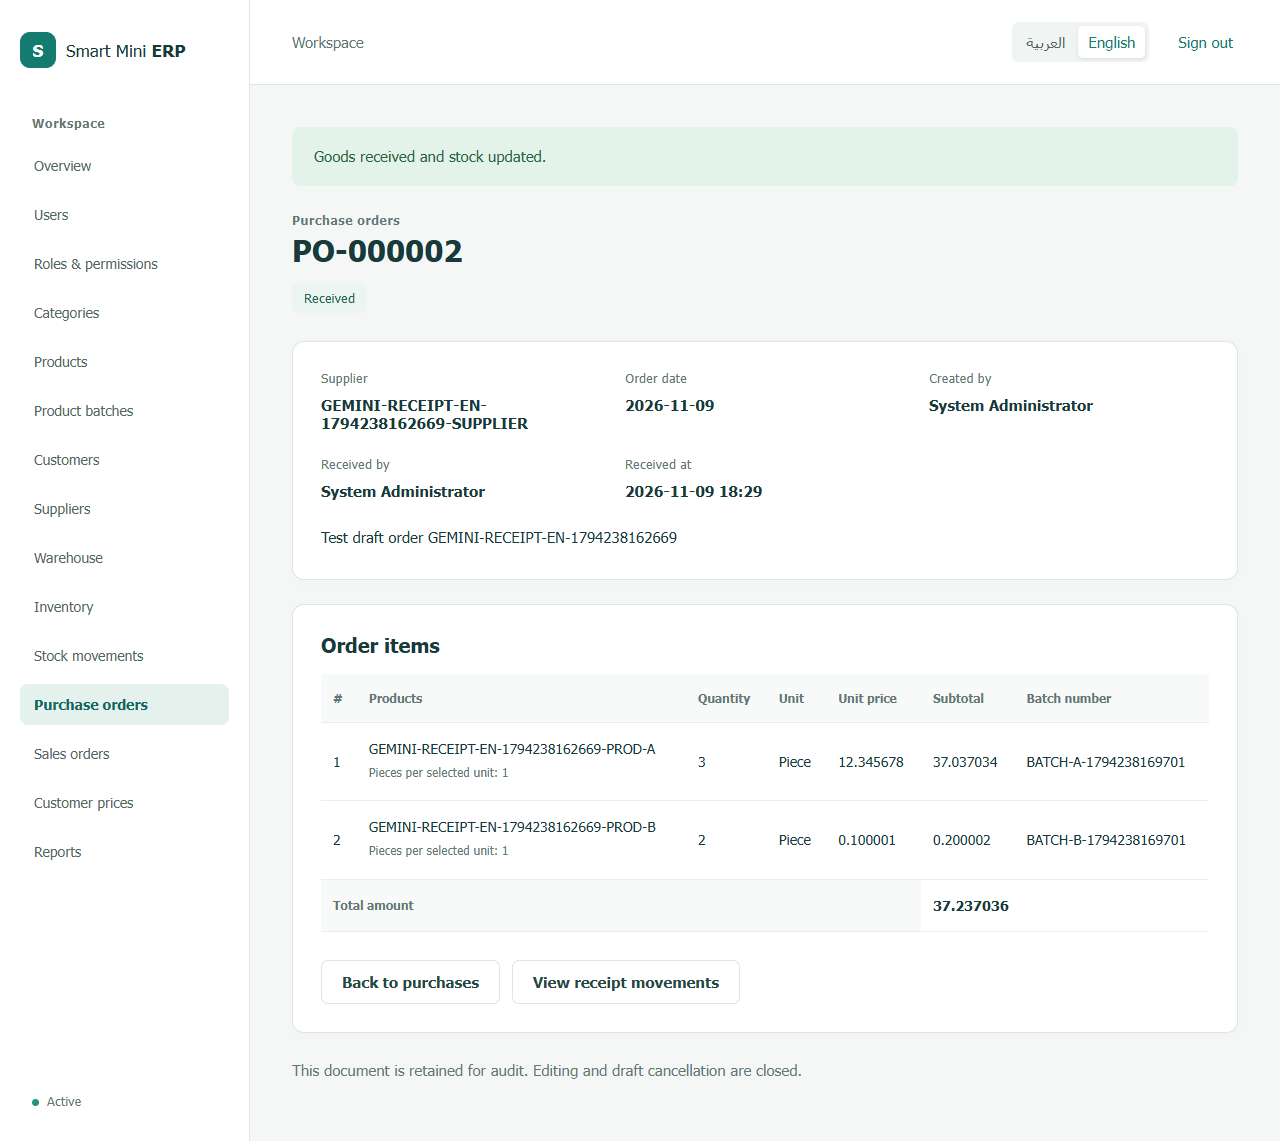 S
Smart Mini ERP
Workspace
Overview
Users
Roles & permissions
Categories
Products
Product batches
Customers
Suppliers
Warehouse
Inventory
Stock movements
Purchase orders
Sales orders
Customer prices
Reports
Active
Workspace
العربية
English
Sign out
Goods received and stock updated.
Purchase orders
PO-000002
Received
Supplier
GEMINI-RECEIPT-EN-
1794238162669-SUPPLIER
Order date
2026-11-09
Created by
System Administrator
Received by
System Administrator
Received at
2026-11-09 18:29
Test draft order GEMINI-RECEIPT-EN-1794238162669
Order items
# Products Quantity Unit Unit price Subtotal Batch number
1 GEMINI-RECEIPT-EN-1794238162669-PROD-A 3 Piece 12.345678 37.037034 BATCH-A-1794238169701
Pieces per selected unit: 1
2 GEMINI-RECEIPT-EN-1794238162669-PROD-B 2 Piece 0.100001 0.200002 BATCH-B-1794238169701
Pieces per selected unit: 1
Total amount 37.237036
Back to purchases
View receipt movements
This document is retained for audit. Editing and draft cancellation are closed.